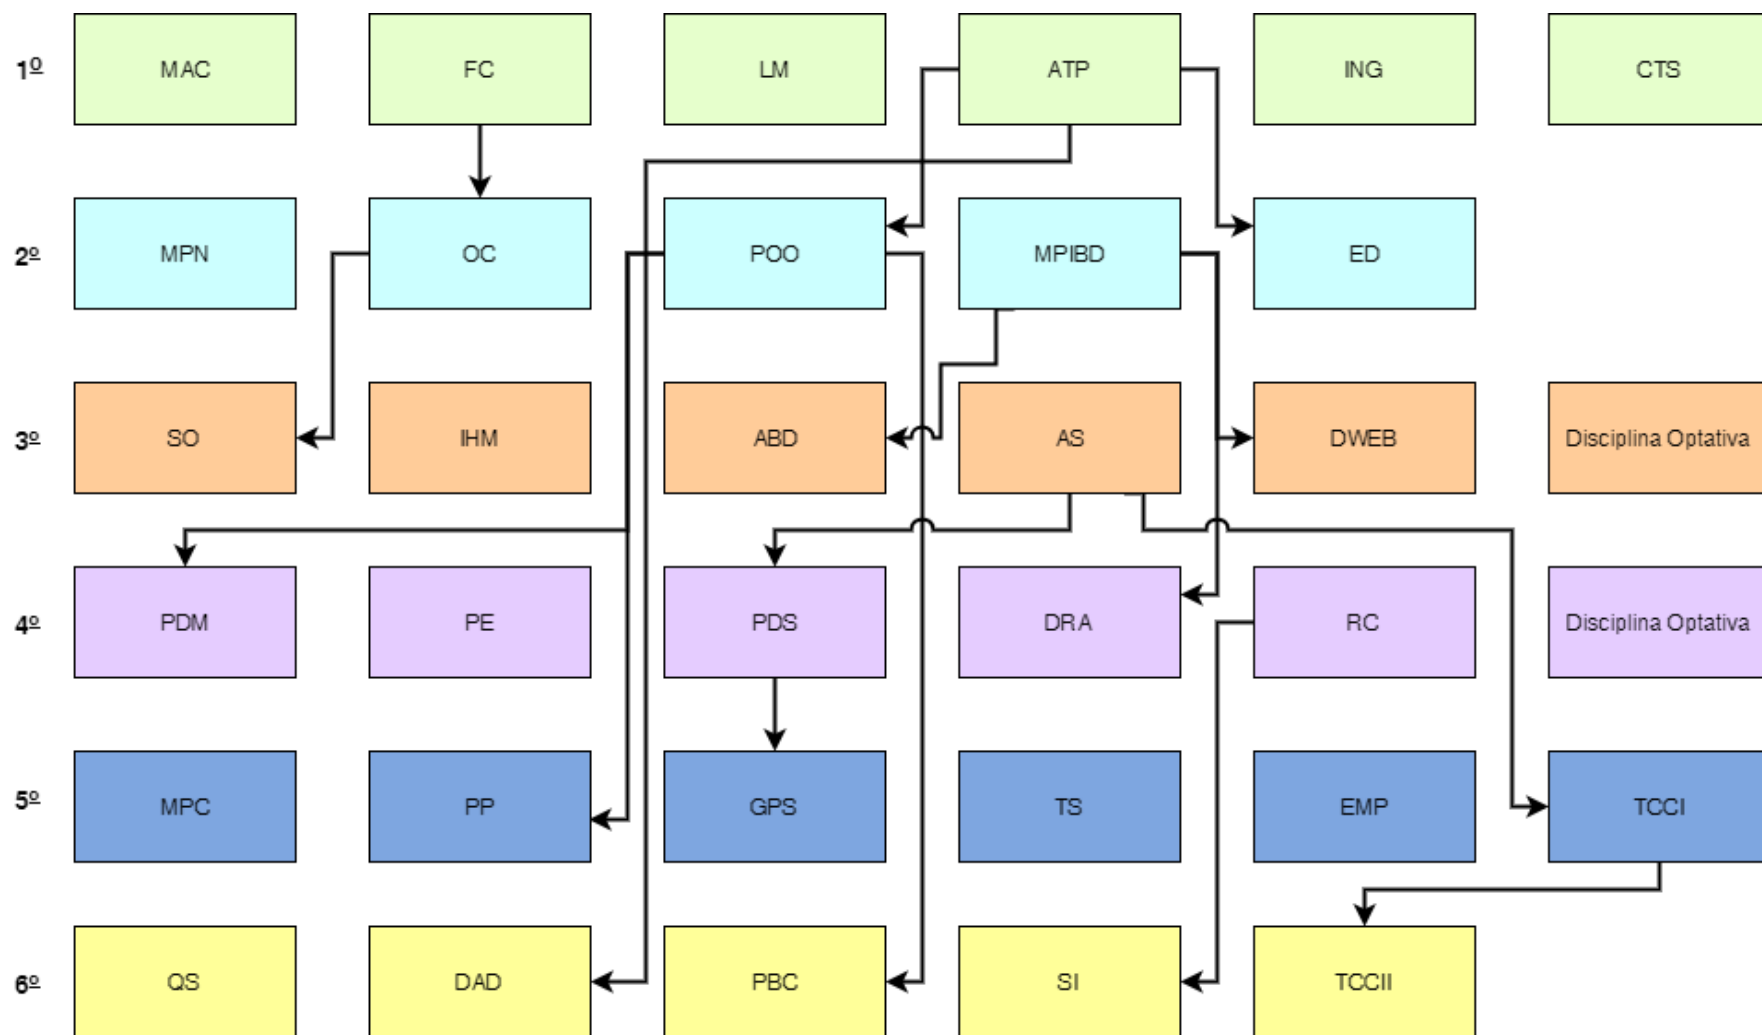 1º
MAC
FC
LM
ATP
ING
CTS
2º
MPN
OC
POO
MPIBD
ED
3º
SO
IHM
ABD
AS
DWEB
Disciplina Optativa
4º
PDM
PE
PDS
DRA
RC
Disciplina Optativa
5º
MPC
PP
GPS
TS
EMP
TCCI
6º
QS
DAD
PBC
SI
TCCII